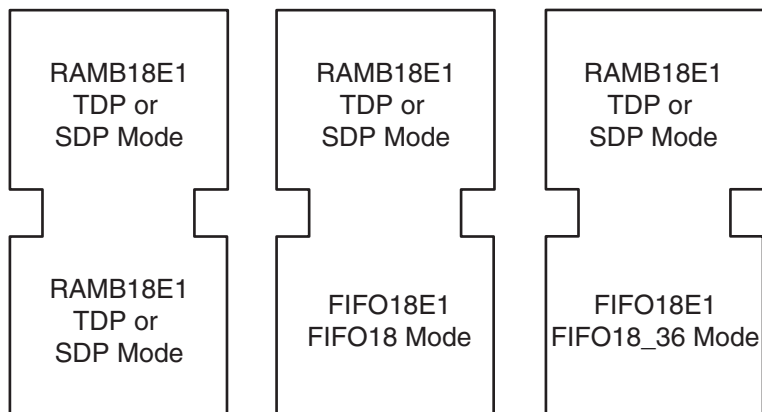 RAMB18E1
TDP or
SDP Mode
RAMB18E1
TDP or
SDP Mode
RAMB18E1
TDP or
SDP Mode
RAMB18E1
TDP or
SDP Mode
FIFO18E1
FIFO18 Mode
FIFO18E1
FIFO18_36 Mode